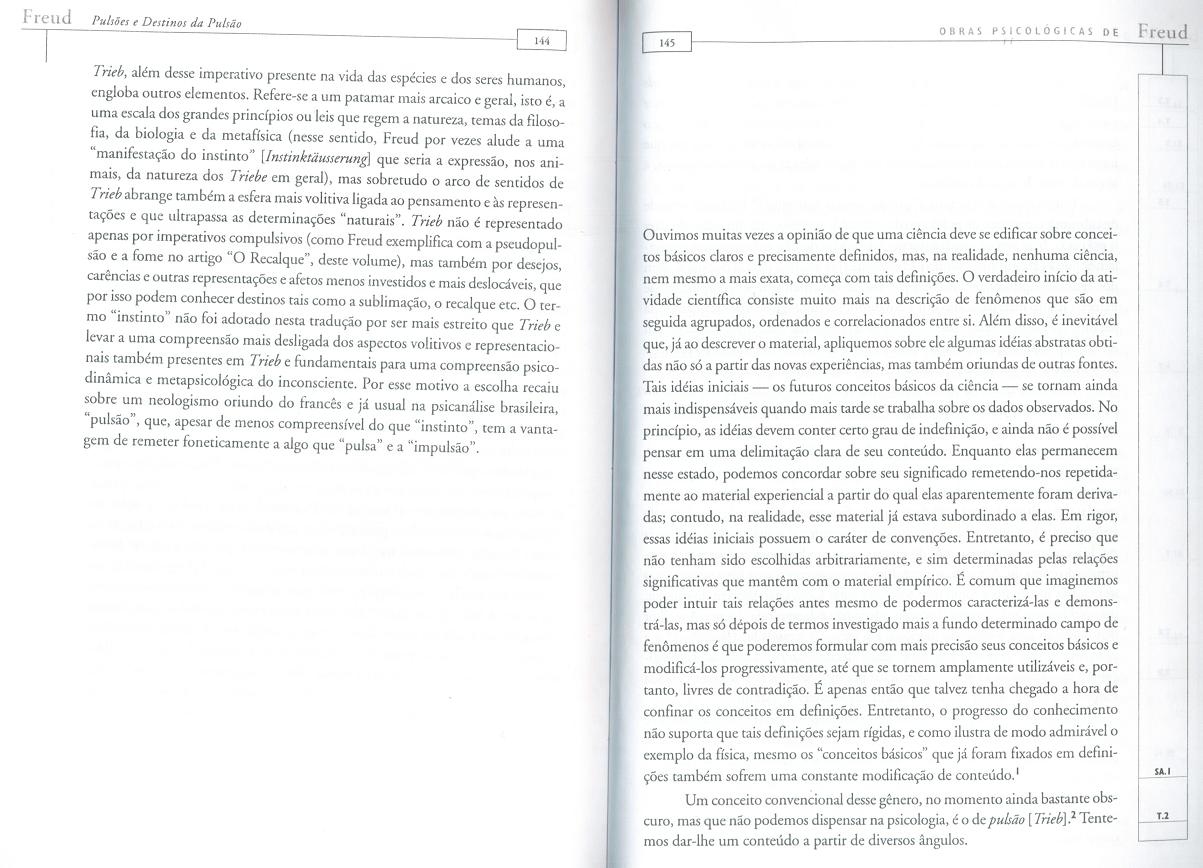 Freud Pulsões e Destinos da Pulsão
144
Trieb, além desse imperativo presente na vida das espécies e dos seres humanos,
engloba outros elementos. Refere-se a um patamar mais arcaico e geral, isto é, a
uma escala dos grandes princípios ou leis que regem a natureza, temas da filoso-
fia, da biologia e da metafísica (nesse sentido, Freud por vezes alude a uma
“manifestação do instinto” [Instinktäusserung] que seria a expressão, nos ani-
mais, da natureza dos Triebe em geral), mas sobretudo o arco de sentidos de
Trieb abrange também a esfera mais volitiva ligada ao pensamento e às represen-
tações e que ultrapassa as determinações “naturais”. Trieb não é representado
apenas por imperativos compulsivos (como Freud exemplifica com a pseudopul-
são e a fome no artigo “O Recalque”, deste volume), mas também por desejos,
carências e outras representações e afetos menos investidos e mais deslocáveis, que
por isso podem conhecer destinos tais como a sublimação, o recalque etc. O ter-
mo “instinto” não foi adotado nesta tradução por ser mais estreito que Trieb e
levar a uma compreensão mais desligada dos aspectos volitivos e representacio-
nais também presentes em Trieb e fundamentais para uma compreensão psico-
dinâmica e metapsicológica do inconsciente. Por esse motivo a escolha recaiu
sobre um neologismo oriundo do francês e já usual na psicanálise brasileira,
“pulsão”, que, apesar de menos compreensível do que “instinto”, tem a vanta-
gem de remeter foneticamente a algo que “pulsa” e a “impulsão”.
145
OBRAS PSICOLÓGICAS DE Freud
Ouvimos muitas vezes a opinião de que uma ciência deve se edificar sobre concei-
tos básicos claros e precisamente definidos, mas, na realidade, nenhuma ciência,
nem mesmo a mais exata, começa com tais definições. O verdadeiro início da ati-
vidade científica consiste muito mais na descrição de fenômenos que são em
seguida agrupados, ordenados e correlacionados entre si. Além disso, é inevitável
que, já ao descrever o material, apliquemos sobre ele algumas idéias abstratas obti-
das não só a partir das novas experiências, mas também oriundas de outras fontes.
Tais idéias iniciais — os futuros conceitos básicos da ciência — se tornam ainda
mais indispensáveis quando mais tarde se trabalha sobre os dados observados. No
princípio, as idéias devem conter certo grau de indefinição, e ainda não é possível
pensar em uma delimitação clara de seu conteúdo. Enquanto elas permanecem
nesse estado, podemos concordar sobre seu significado remetendo-nos repetida-
mente ao material experiencial a partir do qual elas aparentemente foram deriva-
das; contudo, na realidade, esse material já estava subordinado a elas. Em rigor,
essas idéias iniciais possuem o caráter de convenções. Entretanto, é preciso que
não tenham sido escolhidas arbitrariamente, e sim determinadas pelas relações
significativas que mantêm com o material empírico. É comum que imaginemos
poder intuir tais relações antes mesmo de podermos caracterizá-las e demons-
trá-las, mas só dépois de termos investigado mais a fundo determinado campo de
fenômenos é que poderemos formular com mais precisão seus conceitos básicos e
modificá-los progressivamente, até que se tornem amplamente utilizáveis e, por-
tanto, livres de contradição. É apenas então que talvez tenha chegado a hora de
confinar os conceitos em definições. Entretanto, o progresso do conhecimento
não suporta que tais definições sejam rígidas, e como ilustra de modo admirável o
exemplo da física, mesmo os “conceitos básicos” que já foram fixados em defini-
ções também sofrem uma constante modificação de conteúdo.¹
SA.1
Um conceito convencional desse gênero, no momento ainda bastante obs-
curo, mas que não podemos dispensar na psicologia, é o de pulsão [Trieb].² Tente-
T.2
mos dar-lhe um conteúdo a partir de diversos ângulos.